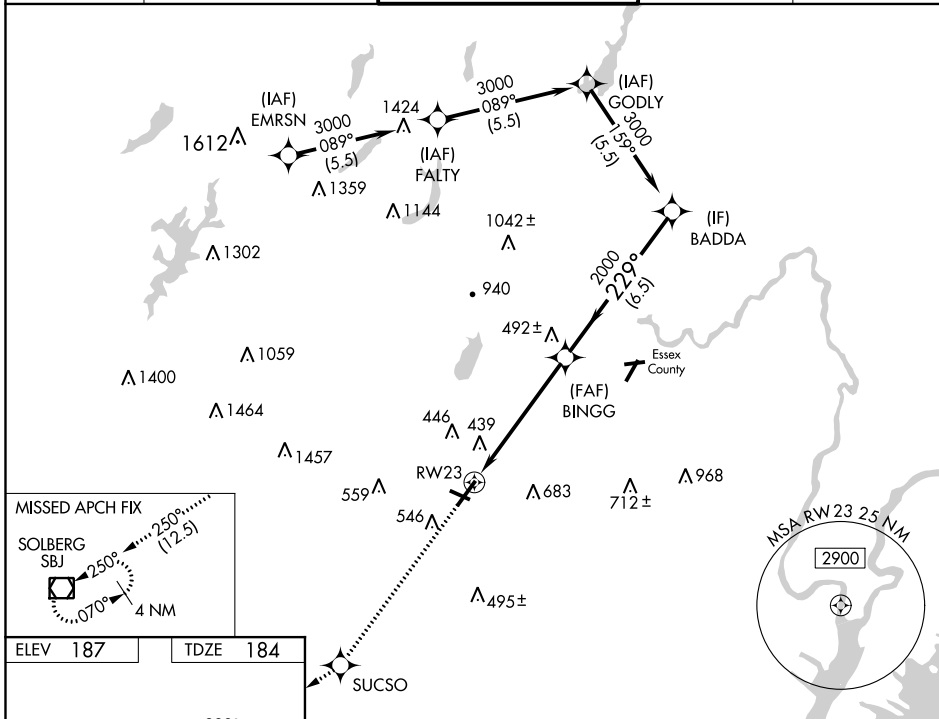 (IAF)
EMRSN
3000
089°
(5.5)
1424
(IAF)
FALTY
3000
089°
(5.5)
(IAF)
GODLY
3000
159°
(5.5)
(IF)
BADDA
1612
1359
1144
1042±
1302
940
2000
229°
(6.5)
492±
Essex
County
(FAF)
BINGG
1059
1400
1464
1457
446
439
RW23
559
546
683
712±
968
495±
MISSED APCH FIX
SOLBERG
SBJ
250°
(12.5)
250°
070°
4 NM
MSA RW 23 25 NM
2900
ELEV 187
TDZE 184
SUCSO